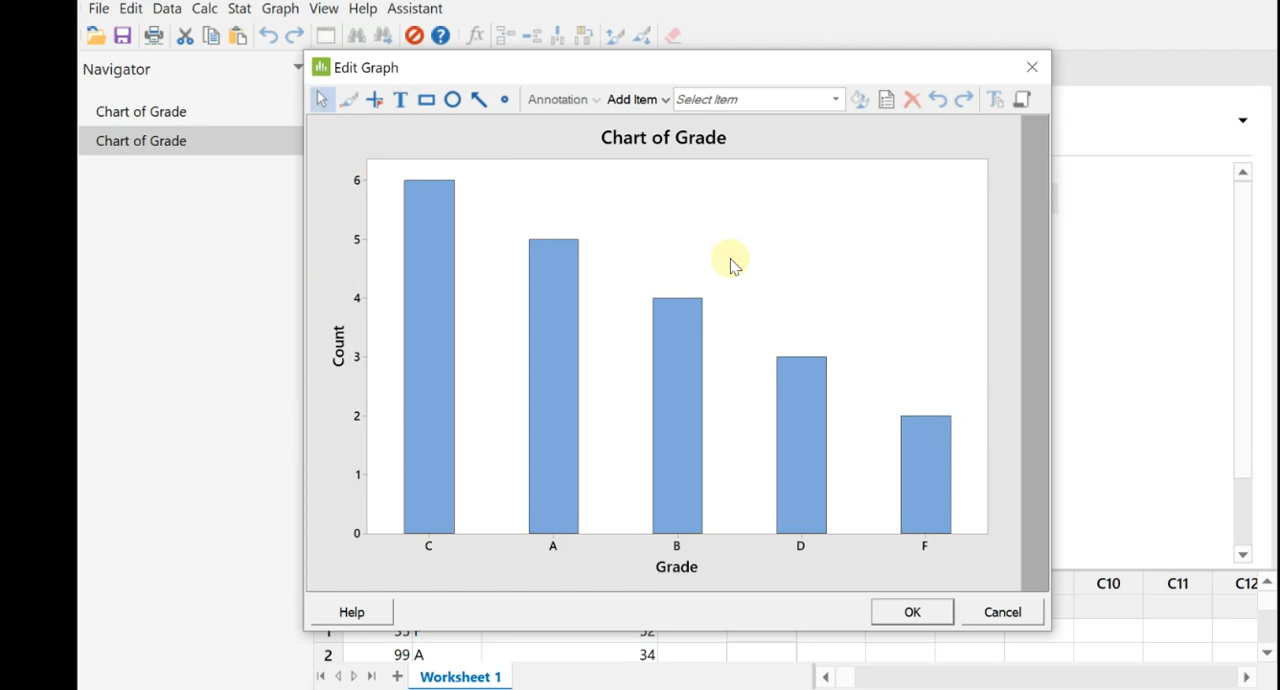 File Edit Data Calc Stat Graph View Help Assistant
Navigator
Chart of Grade
Chart of Grade
Edit Graph
Annotation Add Item Select Item
Chart of Grade
6
5
4
3
2
1
0
Count
C A B D F
Grade
Help OK Cancel
C10 C11 C12
2 99 A 34
Worksheet 1